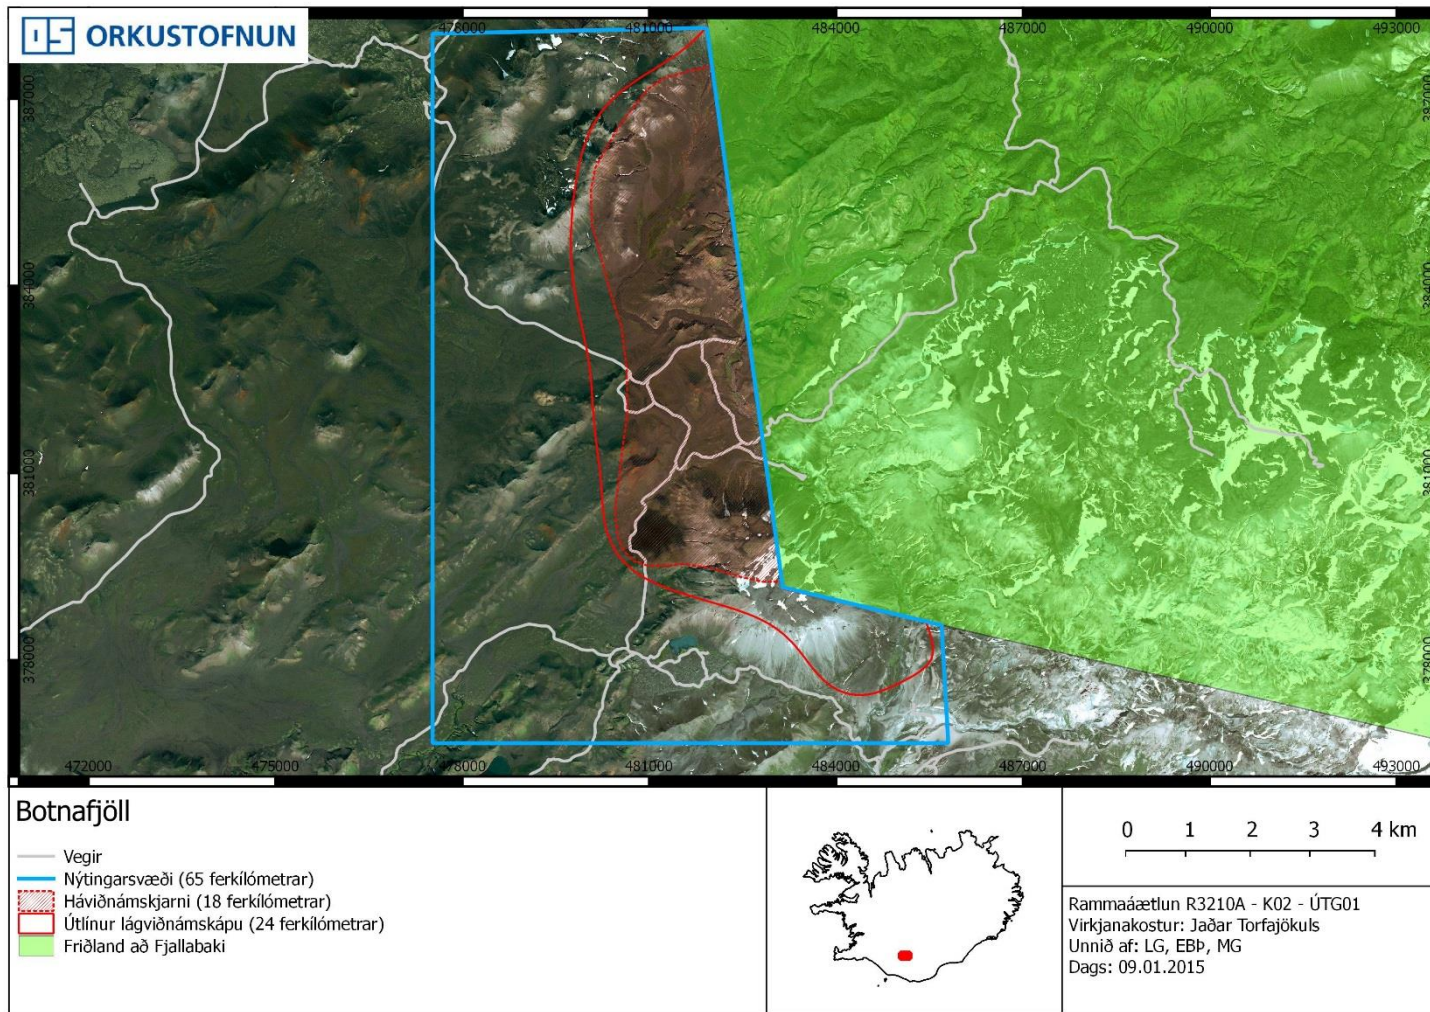 ORKUSTOFNUN
478000 481000 484000 487000 490000 493000
387000 387000
384000 384000
381000 381000
378000 378000
472000 475000 478000 481000 484000 487000 490000 493000
Botnafjöll
Vegir
Nýtingarsvæði (65 ferkílómetrar)
Háviðnámskjarni (18 ferkílómetrar)
Útlínur lágviðnámskápu (24 ferkílómetrar)
Friðland að Fjallabaki
0 1 2 3 4 km
Rammaáætlun R3210A - K02 - ÚTG01
Virkjanakostur: Jaðar Torfajökuls
Unnið af: LG, EBÞ, MG
Dags: 09.01.2015